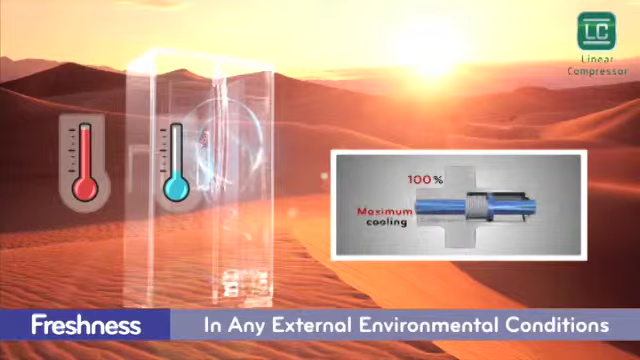 LC
Linear
Compressor
100%
Maximum
cooling
Freshness
In Any External Environmental Conditions